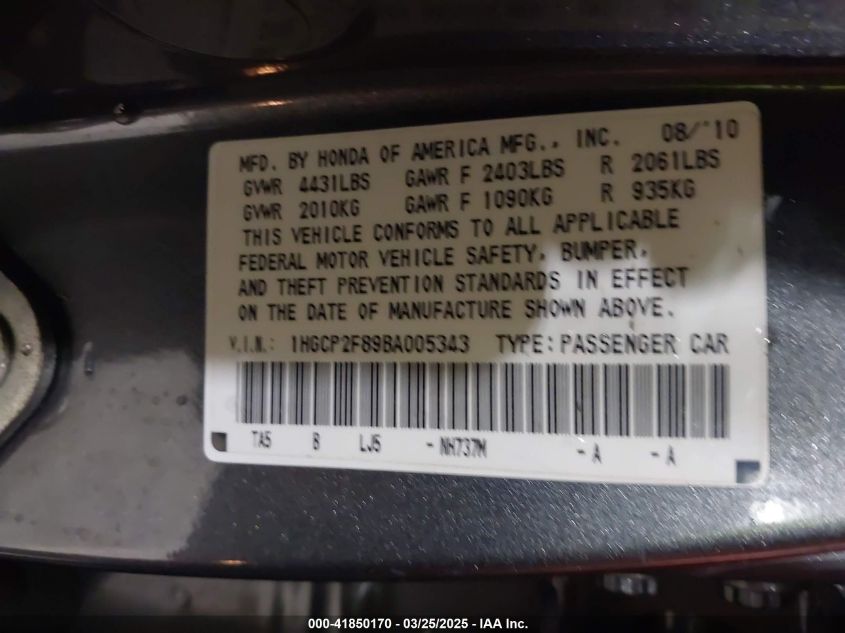 MFD. BY HONDA OF AMERICA MFG., INC. 08/'10
GVWR 4431LBS GAWR F 2403LBS R 2061LBS
GVWR 2010KG GAWR F 1090KG R 935KG
THIS VEHICLE CONFORMS TO ALL APPLICABLE
FEDERAL MOTOR VEHICLE SAFETY, BUMPER,
AND THEFT PREVENTION STANDARDS IN EFFECT
ON THE DATE OF MANUFACTURE SHOWN ABOVE.
V.I.N.: 1HGCP2F89BA005343 TYPE: PASSENGER CAR
TA5 B LJ5 -NH737M -A -A
000-41850170 - 03/25/2025 - IAA Inc.